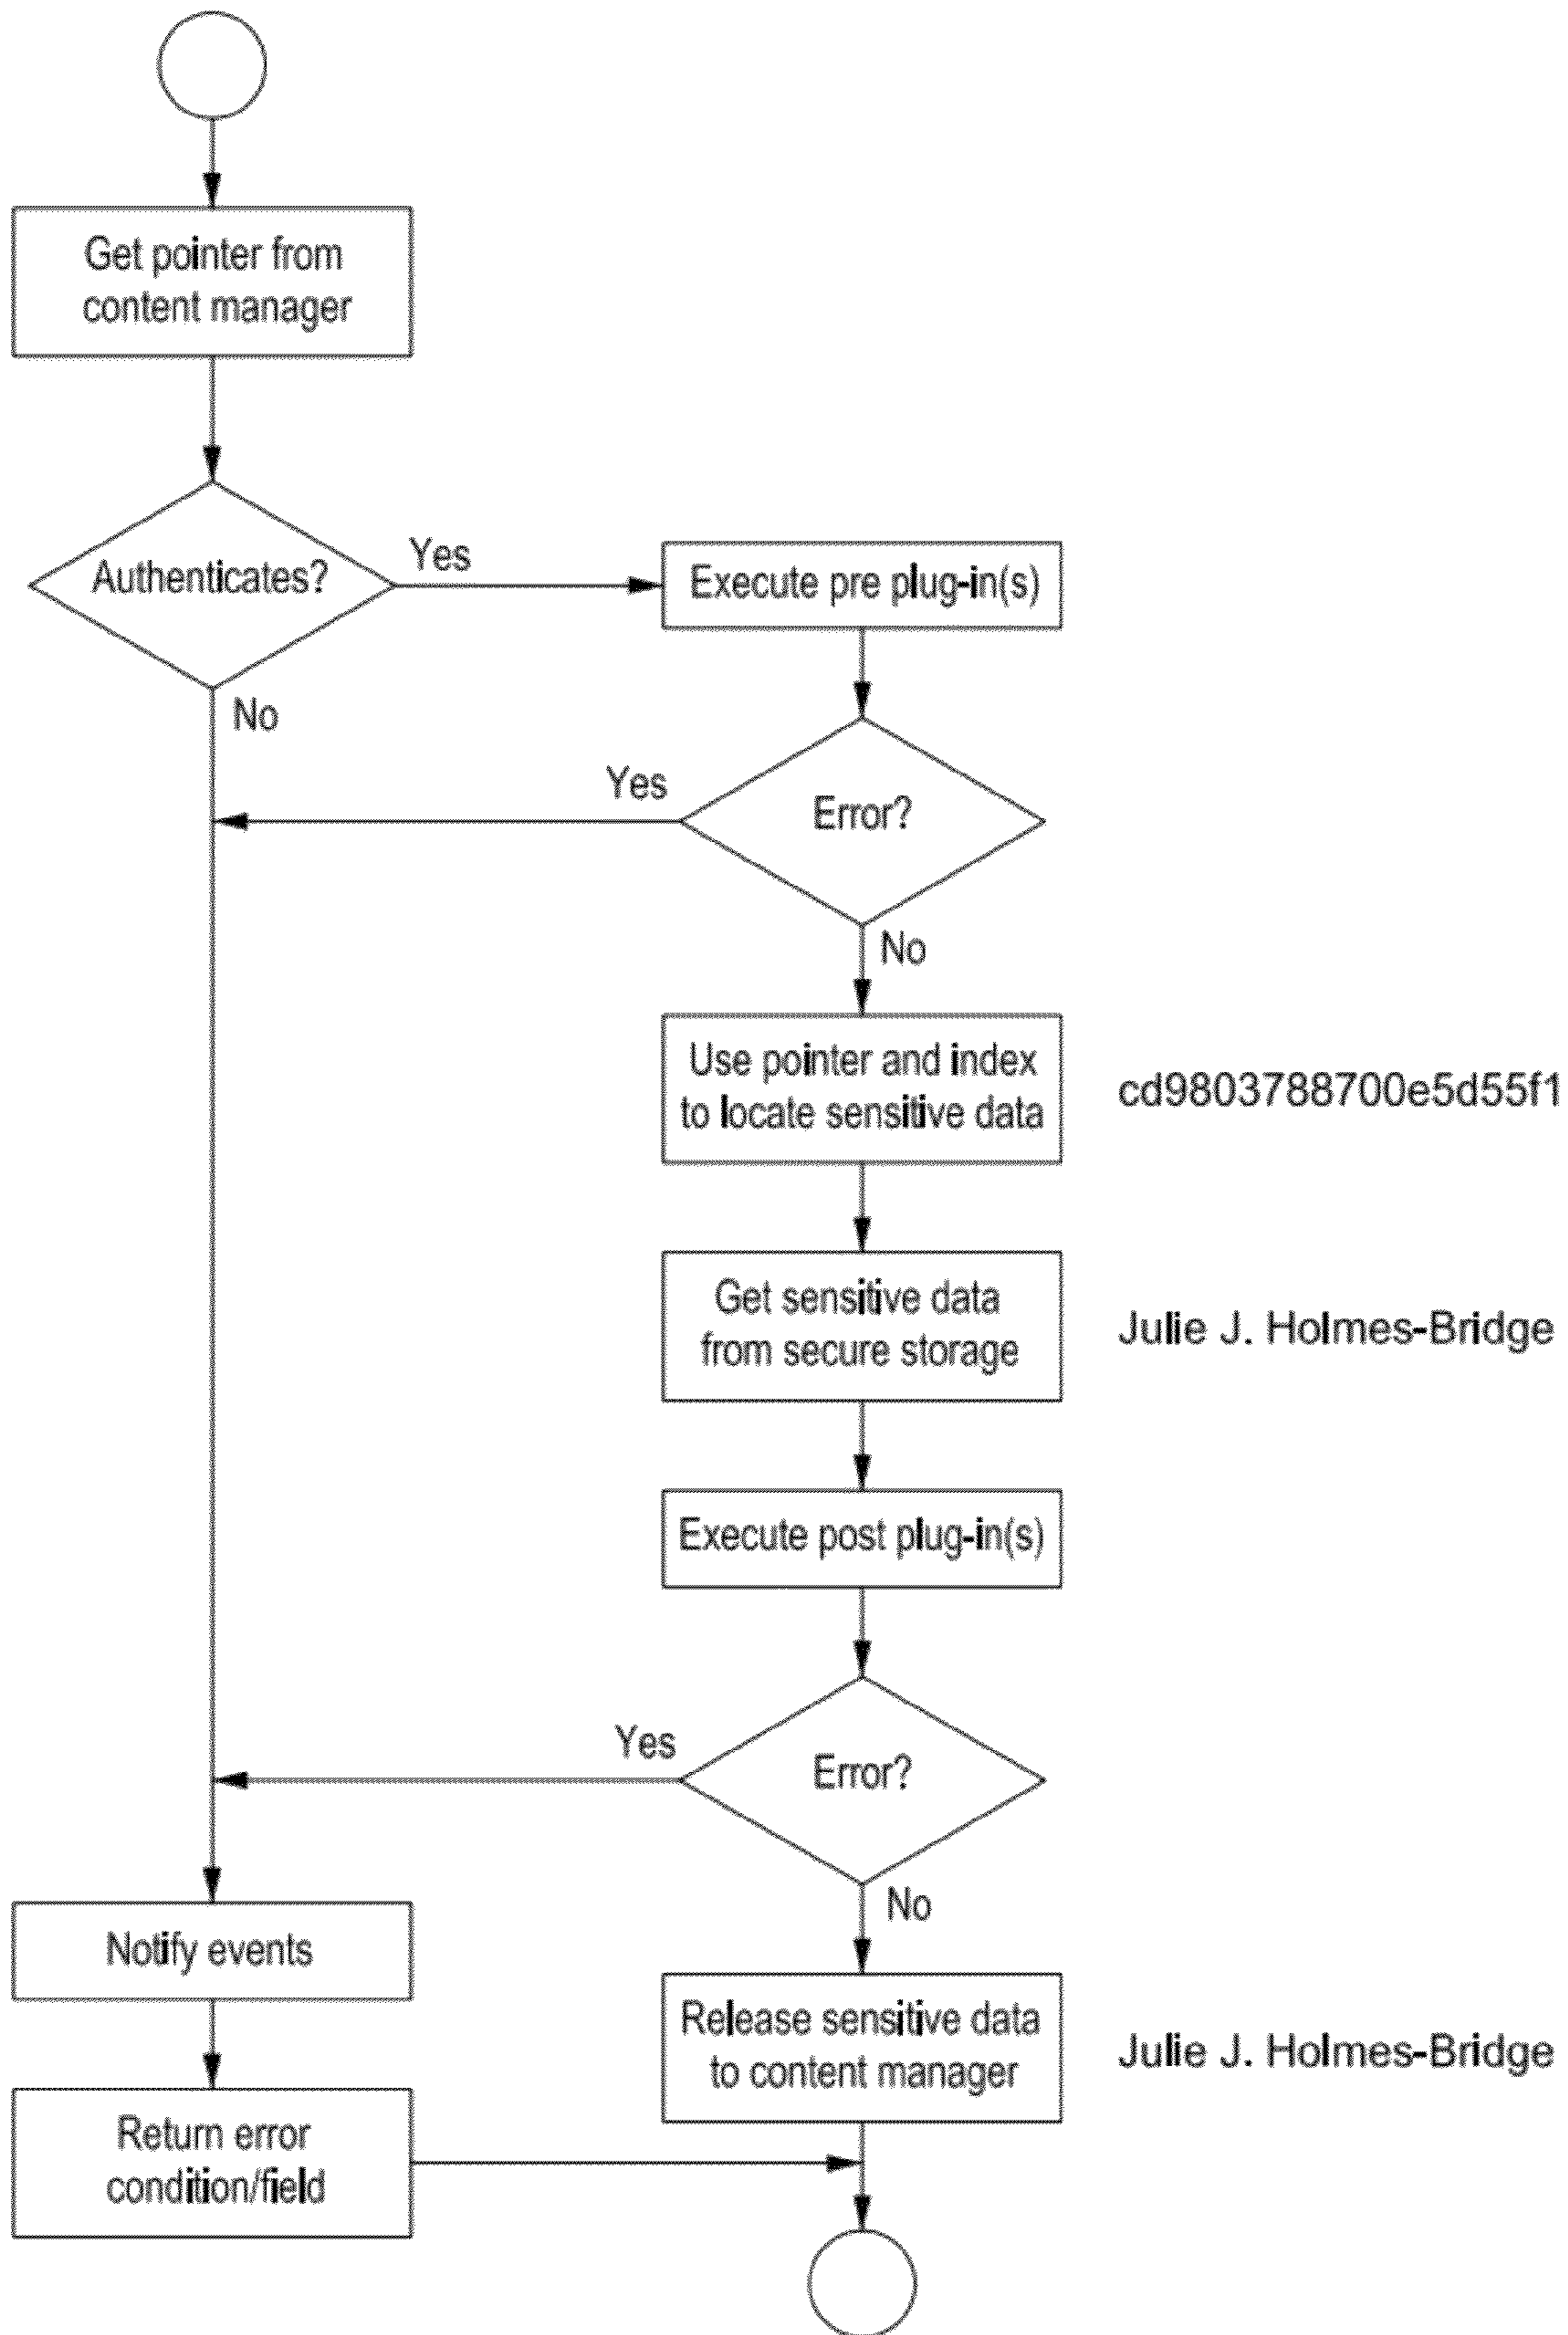 Get pointer from
content manager
Authenticates?
Yes
Execute pre plug-in(s)
No
Yes
Error?
No
Use pointer and index
to locate sensitive data
cd9803788700e5d55f1
Get sensitive data
from secure storage
Julie J. Holmes-Bridge
Execute post plug-in(s)
Yes
Error?
No
Notify events
Release sensitive data
to content manager
Julie J. Holmes-Bridge
Return error
condition/field